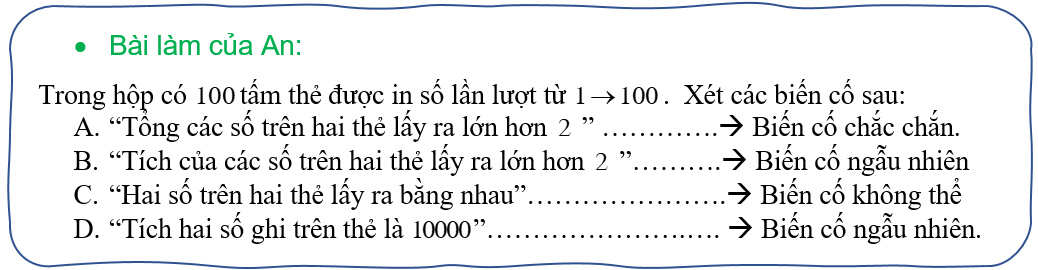 • Bài làm của An:
Trong hộp có 100 tấm thẻ được in số lần lượt từ 1→100. Xét các biến cố sau:
A. “Tổng các số trên hai thẻ lấy ra lớn hơn 2 ” ………….→ Biến cố chắc chắn.
B. “Tích của các số trên hai thẻ lấy ra lớn hơn 2 ”……….→ Biến cố ngẫu nhiên
C. “Hai số trên hai thẻ lấy ra bằng nhau”………………….→ Biến cố không thể
D. “Tích hai số ghi trên thẻ là 10000”…………………….→ Biến cố ngẫu nhiên.